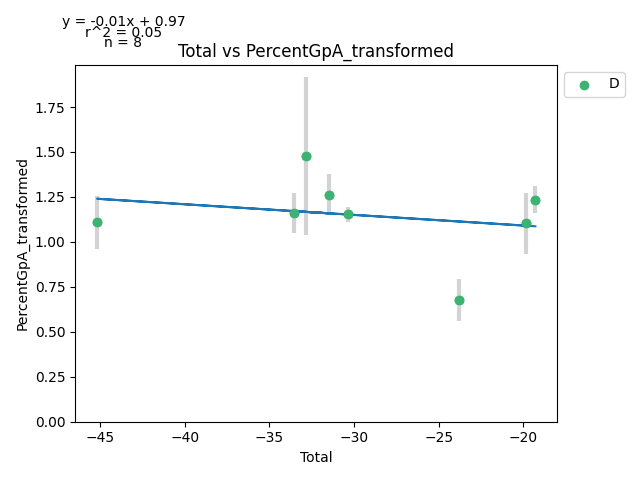 y = -0.01x + 0.97
r^2 = 0.05
n = 8
Total vs PercentGpA_transformed
D
PercentGpA_transformed
1.75
1.50
1.25
1.00
0.75
0.50
0.25
0.00
−45
−40
−35
−30
−25
−20
Total